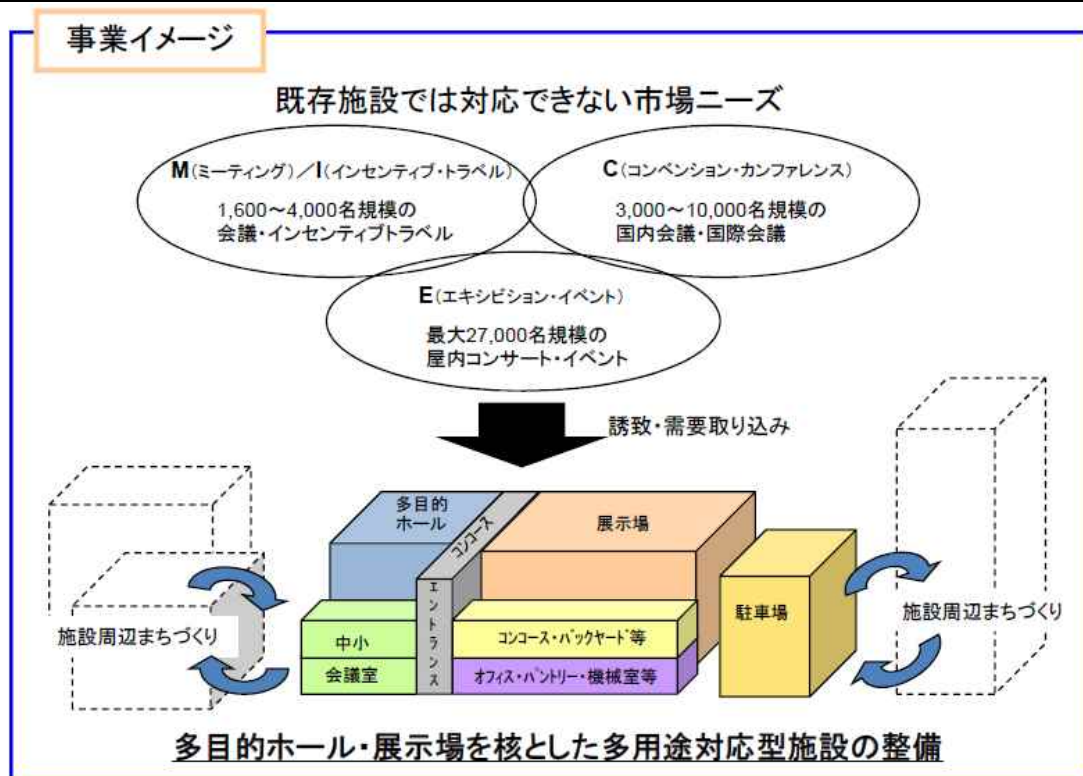 事業イメージ
既存施設では対応できない市場ニーズ
M(ミーティング)/I(インセンティブ・トラベル)
1,600～4,000名規模の
会議・インセンティブトラベル
C(コンベンション・カンファレンス)
3,000～10,000名規模の
国内会議・国際会議
E(エキシビション・イベント)
最大27,000名規模の
屋内コンサート・イベント
誘致・需要取り込み
多目的
ホール
コンコース
展示場
エントランス
中小
会議室
コンコース・バックヤード等
オフィス・パントリー・機械室等
駐車場
施設周辺まちづくり
施設周辺まちづくり
多目的ホール・展示場を核とした多用途対応型施設の整備